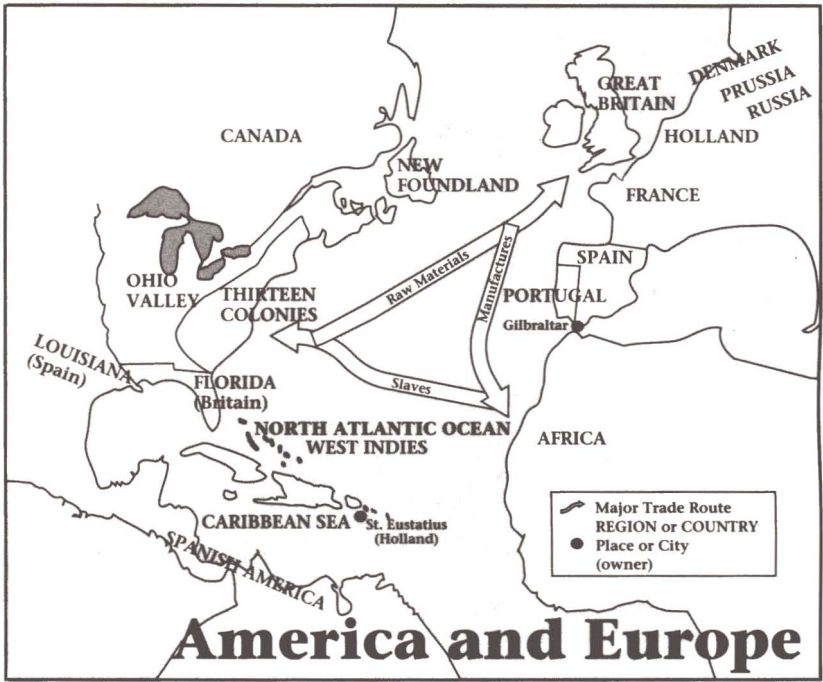 DENMARK
PRUSSIA
RUSSIA
GREAT
BRITAIN
HOLLAND
CANADA
NEW
FOUNDLAND
FRANCE
SPAIN
PORTUGAL
Gilbraltar
OHIO
VALLEY
THIRTEEN
COLONIES
Raw Materials
Manufactures
Slaves
LOUISIANA
(Spain)
FLORIDA
(Britain)
NORTH ATLANTIC OCEAN
WEST INDIES
AFRICA
CARIBBEAN SEA
St. Eustatius
(Holland)
SPANISH AMERICA
Major Trade Route
REGION or COUNTRY
Place or City
(owner)
America and Europe